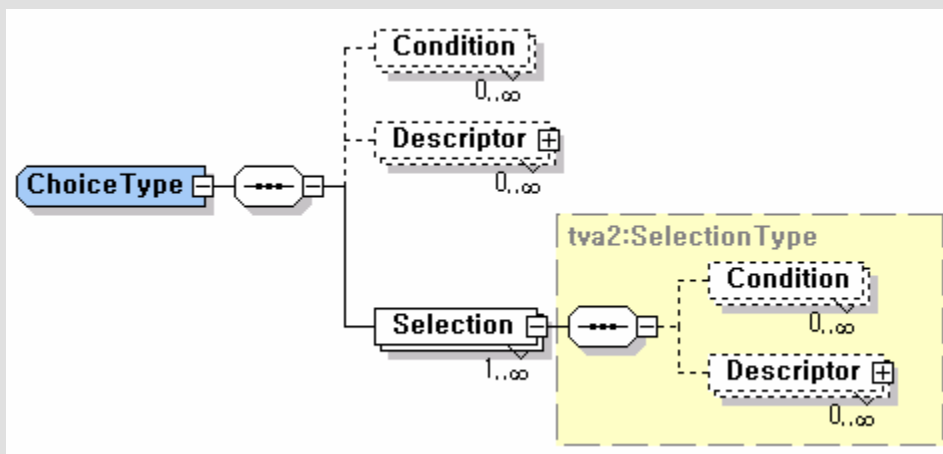 Condition
0..∞
Descriptor
0..∞
ChoiceType
tva2:SelectionType
Condition
0..∞
Selection
1..∞
Descriptor
0..∞